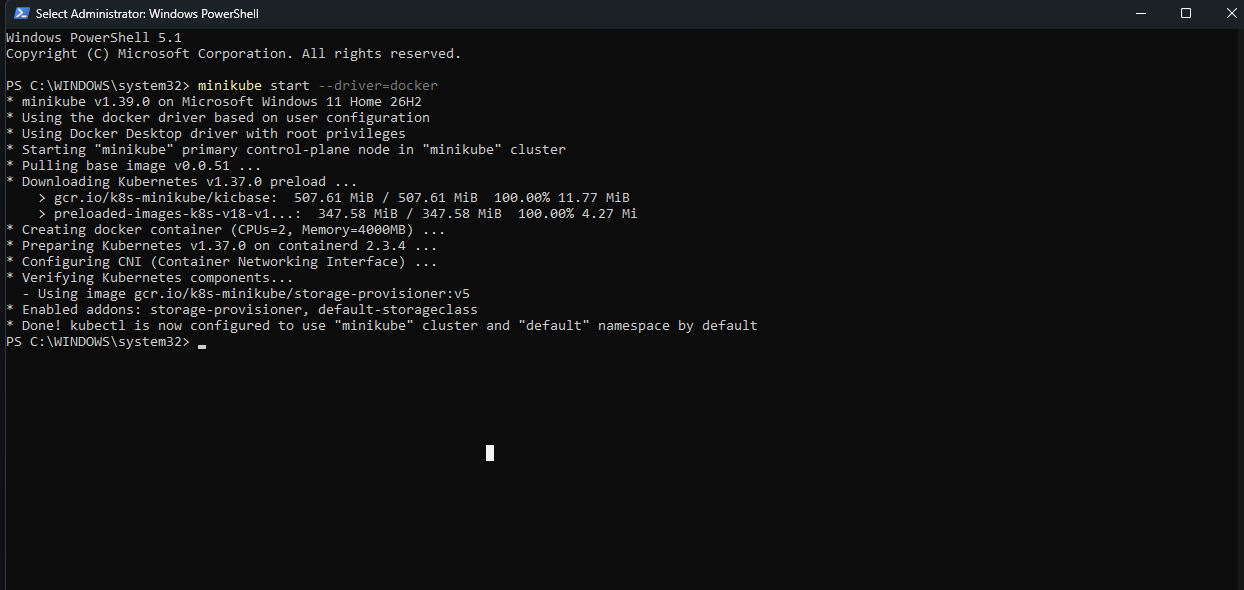 Select Administrator: Windows PowerShell
Windows PowerShell 5.1
Copyright (C) Microsoft Corporation. All rights reserved.
PS C:\WINDOWS\system32> minikube start --driver=docker
* minikube v1.39.0 on Microsoft Windows 11 Home 26H2
* Using the docker driver based on user configuration
* Using Docker Desktop driver with root privileges
* Starting "minikube" primary control-plane node in "minikube" cluster
* Pulling base image v0.0.51 ...
* Downloading Kubernetes v1.37.0 preload ...
    > gcr.io/k8s-minikube/kicbase:  507.61 MiB / 507.61 MiB  100.00% 11.77 MiB
    > preloaded-images-k8s-v18-v1...:  347.58 MiB / 347.58 MiB  100.00% 4.27 Mi
* Creating docker container (CPUs=2, Memory=4000MB) ...
* Preparing Kubernetes v1.37.0 on containerd 2.3.4 ...
* Configuring CNI (Container Networking Interface) ...
* Verifying Kubernetes components...
  - Using image gcr.io/k8s-minikube/storage-provisioner:v5
* Enabled addons: storage-provisioner, default-storageclass
* Done! kubectl is now configured to use "minikube" cluster and "default" namespace by default
PS C:\WINDOWS\system32>